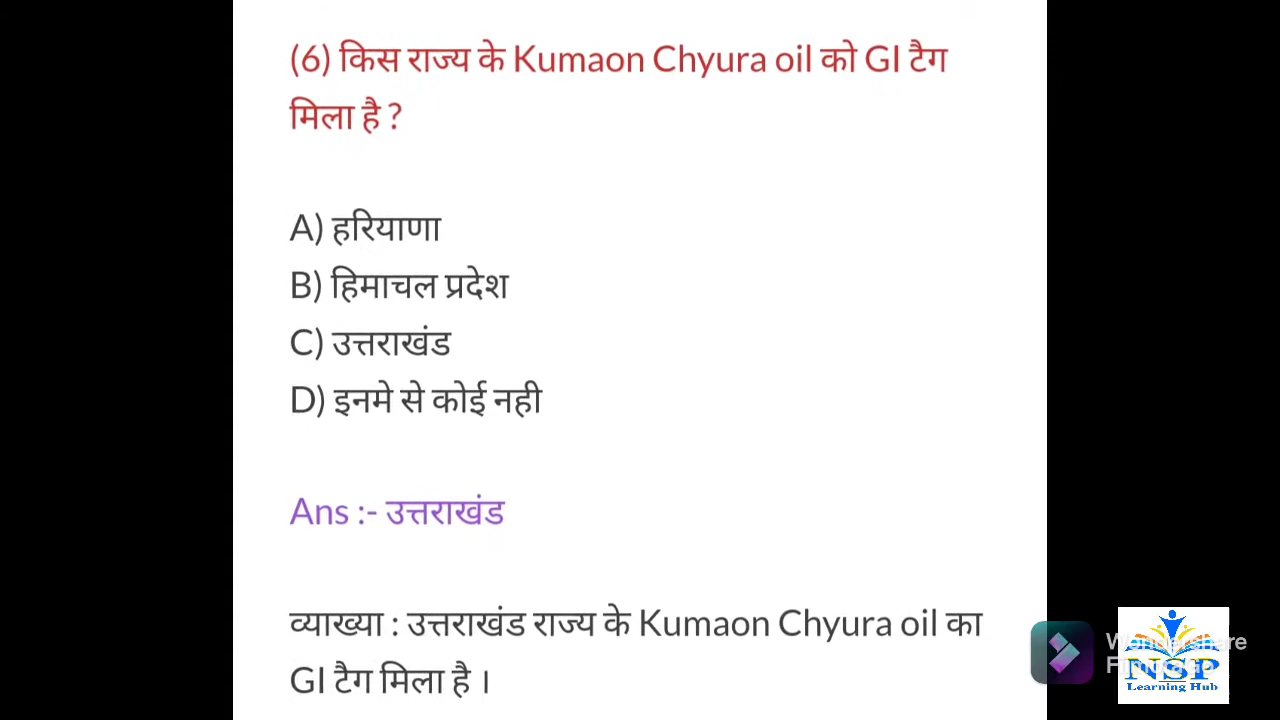 (6) किस राज्य के Kumaon Chyura oil को GI टैग
मिला है ?
A) हरियाणा
B) हिमाचल प्रदेश
C) उत्तराखंड
D) इनमे से कोई नही
Ans :- उत्तराखंड
व्याख्या : उत्तराखंड राज्य के Kumaon Chyura oil का
GI टैग मिला है ।
Wondershare
NSP
Learning Hub